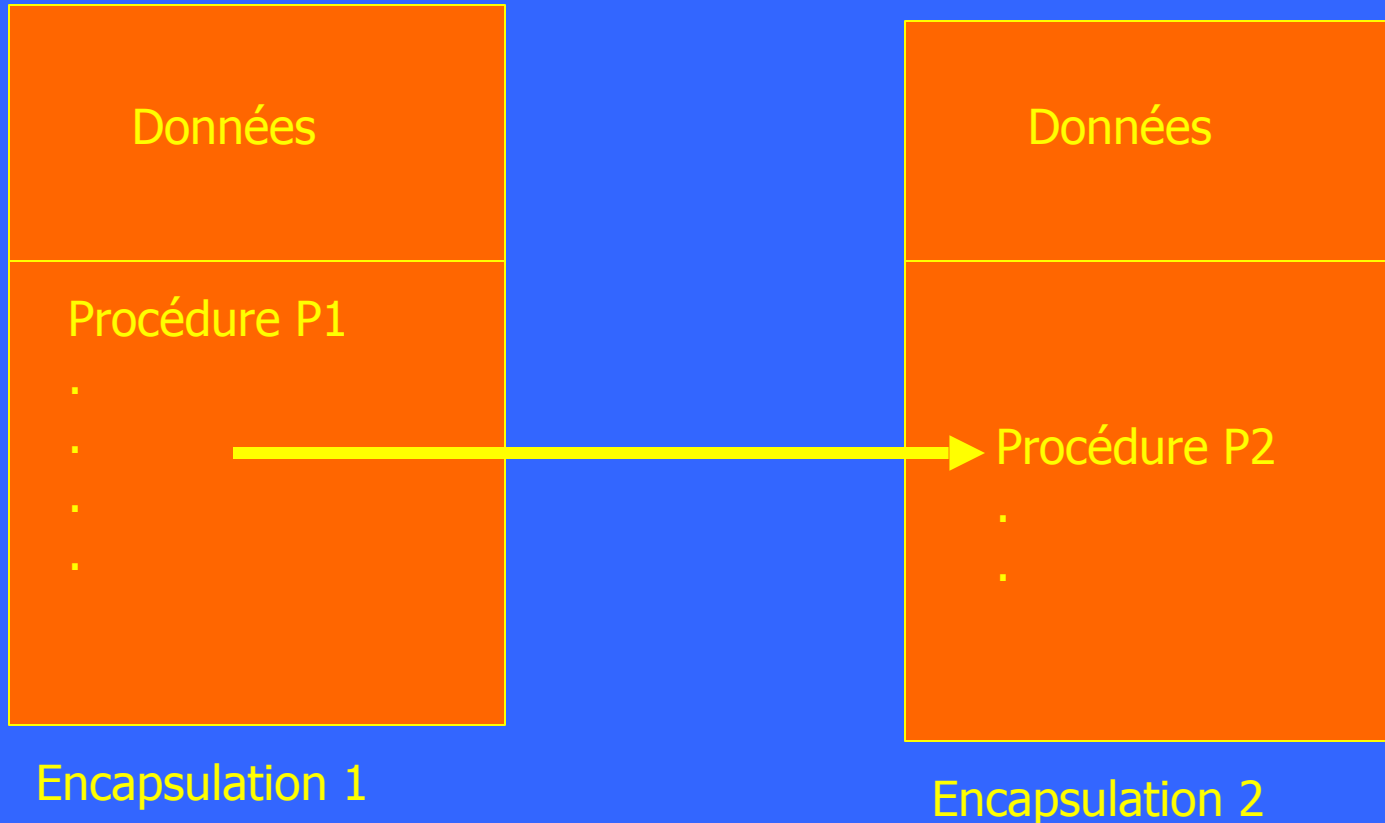 Données
Procédure P1
.
.
.
.
Encapsulation 1
Données
Procédure P2
.
.
Encapsulation 2